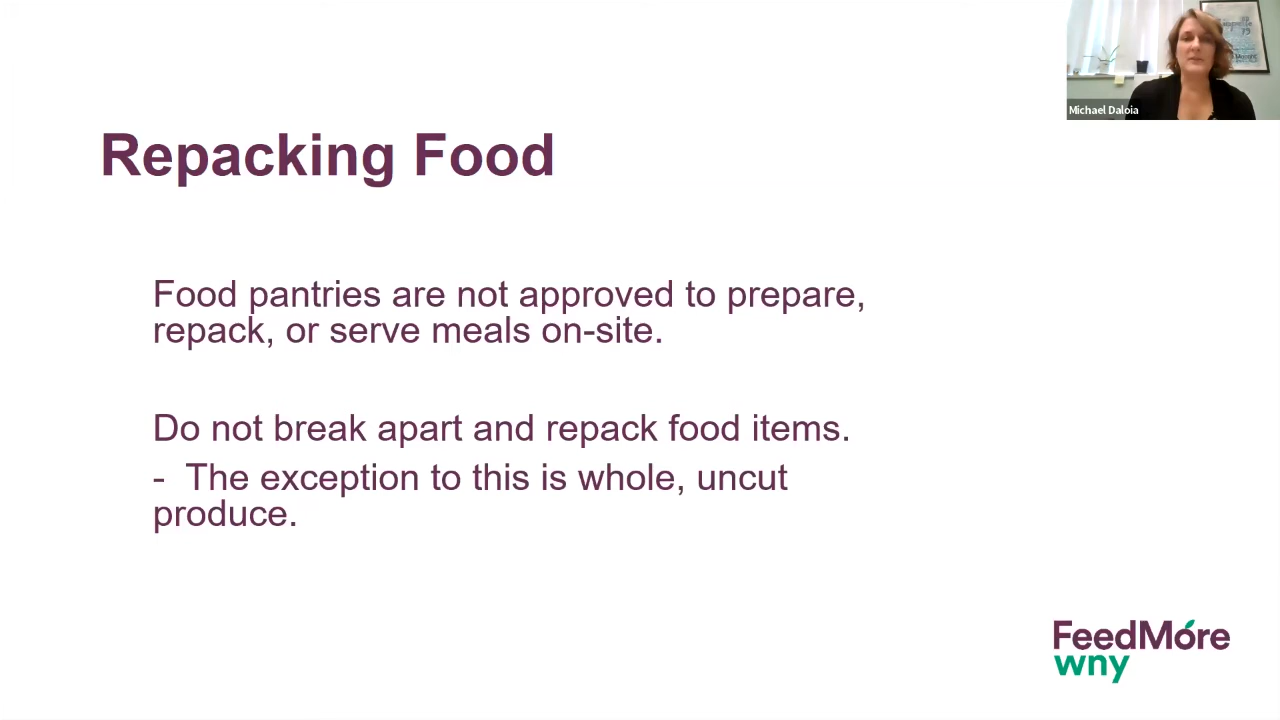 Michael Daloia
Repacking Food
Food pantries are not approved to prepare,
repack, or serve meals on-site.
Do not break apart and repack food items.
- The exception to this is whole, uncut
produce.
FeedMore
wny